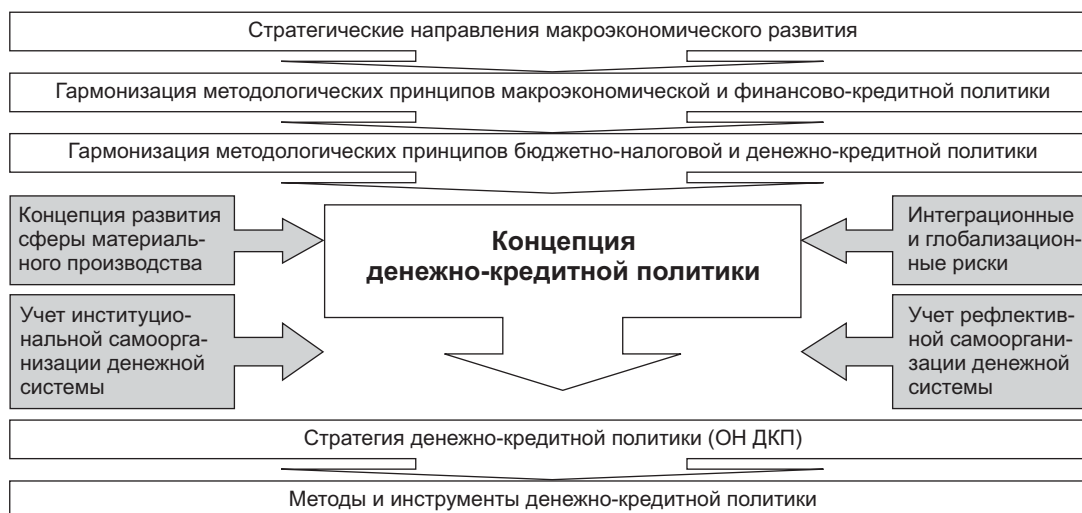 Стратегические направления макроэкономического развития
Гармонизация методологических принципов макроэкономической и финансово-кредитной политики
Гармонизация методологических принципов бюджетно-налоговой и денежно-кредитной политики
Концепция развития
сферы материаль-
ного производства
Концепция
денежно-кредитной политики
Интеграционные
и глобализацион-
ные риски
Учет институцио-
нальной самоорга-
низации денежной
системы
Учет рефлектив-
ной самооргани-
зации денежной
системы
Стратегия денежно-кредитной политики (ОН ДКП)
Методы и инструменты денежно-кредитной политики